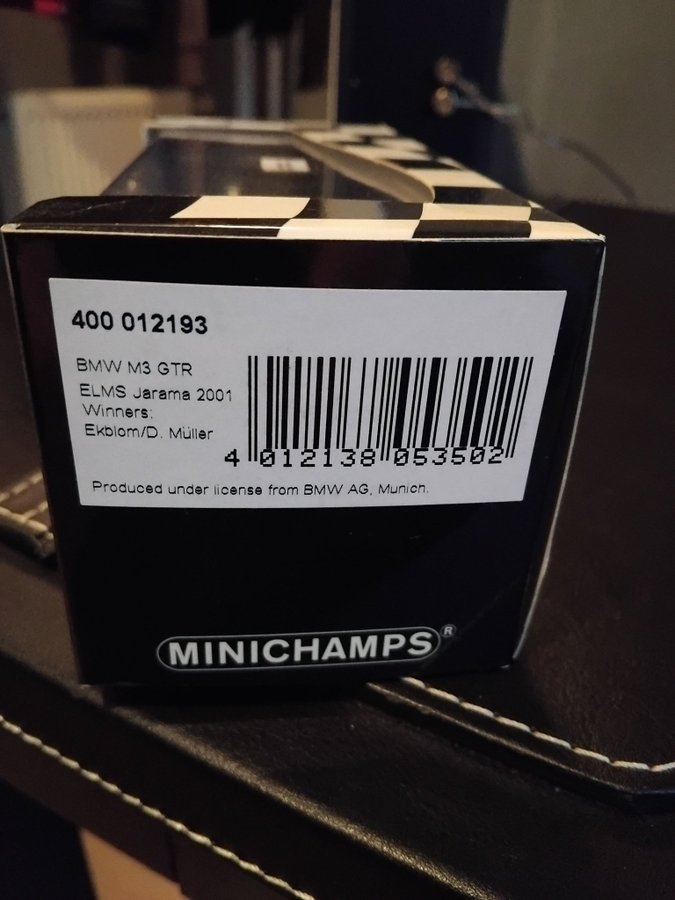 400 012193
BMW M3 GTR
ELMS Jarama 2001
Winners:
Ekblom/D. Müller
4 012138 053502
Produced under license from BMW AG, Munich.
MINICHAMPS®